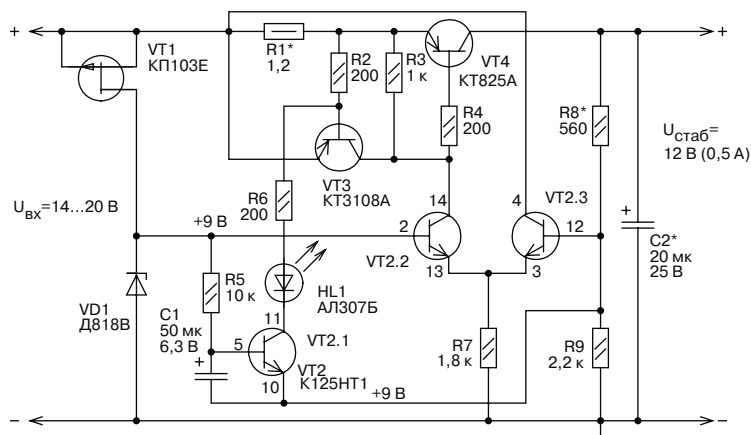 +
VT1
КП103Е
R1*
1,2
R2
200
R3
1 к
VT4
КТ825А
+
R4
200
R8*
560
Uстаб=
12 В (0,5 А)
VT3
КТ3108А
R6
200
14
4
VT2.3
Uвх=14...20 В
+9 В
2
12
+
C2*
20 мк
25 В
VT2.2
13
3
R5
10 к
HL1
АЛ307Б
VD1
Д818В
C1
50 мк
6,3 В
11
VT2.1
5
+
VT2
К125НТ1
10
R7
1,8 к
R9
2,2 к
+9 В
−
−